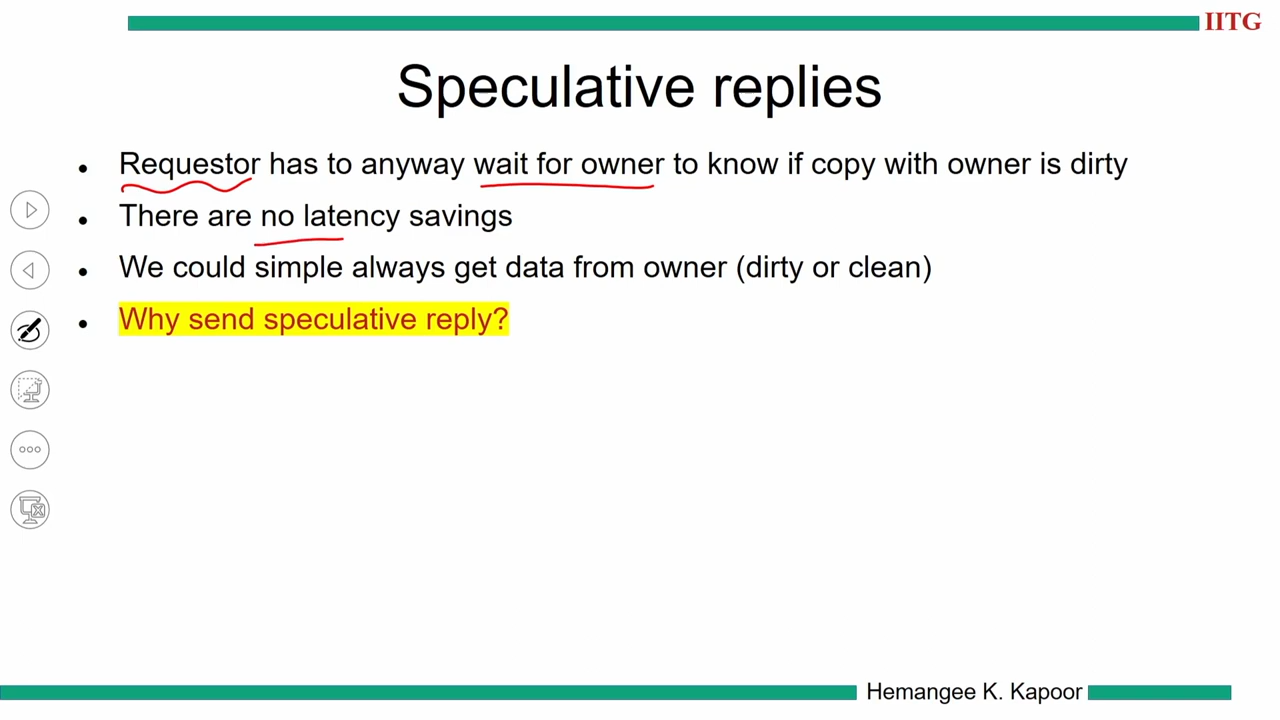 IITG
Speculative replies
• Requestor has to anyway wait for owner to know if copy with owner is dirty
• There are no latency savings
• We could simple always get data from owner (dirty or clean)
• Why send speculative reply?
Hemangee K. Kapoor